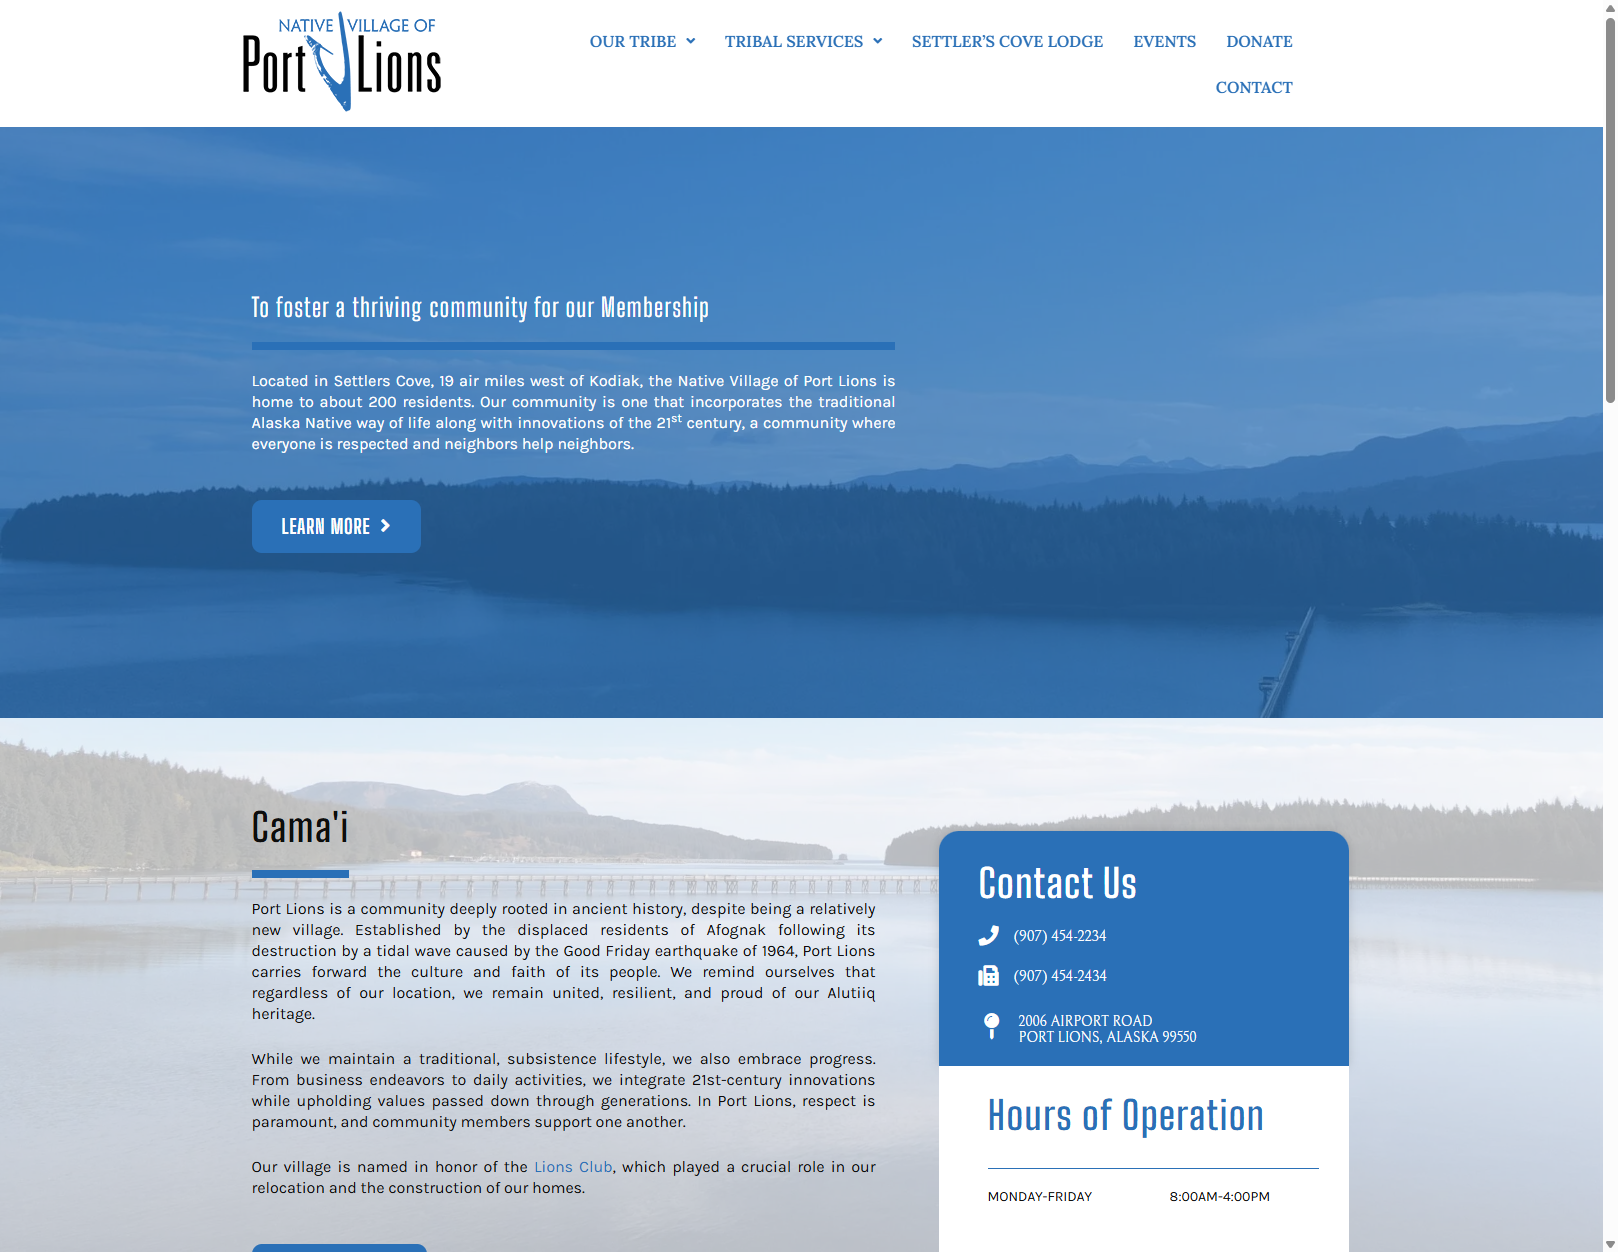 NATIVE VILLAGE OF
Port Lions
OUR TRIBE
TRIBAL SERVICES
SETTLER'S COVE LODGE
EVENTS
DONATE
CONTACT
To foster a thriving community for our Membership
Located in Settlers Cove, 19 air miles west of Kodiak, the Native Village of Port Lions is
home to about 200 residents. Our community is one that incorporates the traditional
Alaska Native way of life along with innovations of the 21st century, a community where
everyone is respected and neighbors help neighbors.
LEARN MORE
Cama'i
Port Lions is a community deeply rooted in ancient history, despite being a relatively
new village. Established by the displaced residents of Afognak following its
destruction by a tidal wave caused by the Good Friday earthquake of 1964, Port Lions
carries forward the culture and faith of its people. We remind ourselves that
regardless of our location, we remain united, resilient, and proud of our Alutiiq
heritage.
While we maintain a traditional, subsistence lifestyle, we also embrace progress.
From business endeavors to daily activities, we integrate 21st-century innovations
while upholding values passed down through generations. In Port Lions, respect is
paramount, and community members support one another.
Our village is named in honor of the Lions Club, which played a crucial role in our
relocation and the construction of our homes.
Contact Us
(907) 454-2234
(907) 454-2434
2006 AIRPORT ROAD
PORT LIONS, ALASKA 99550
Hours of Operation
MONDAY-FRIDAY 8:00AM-4:00PM